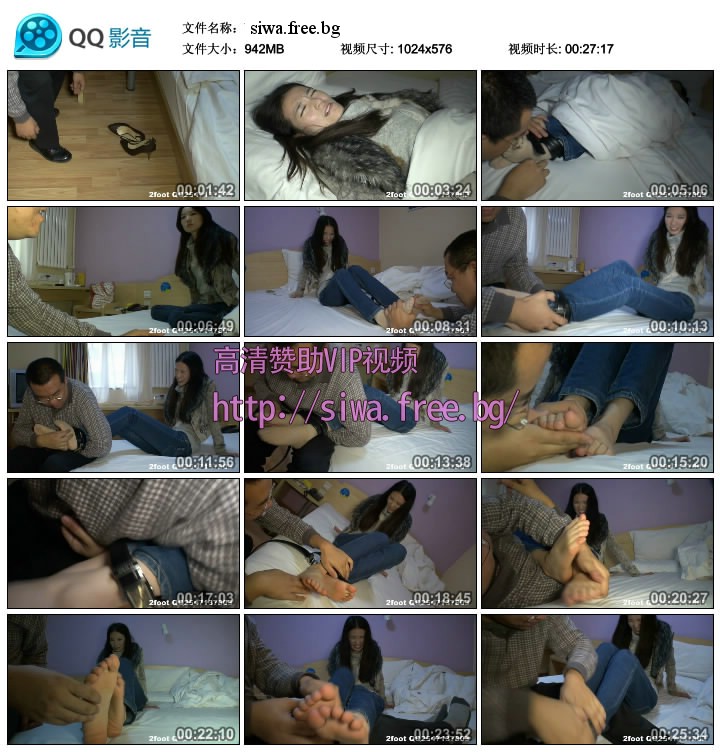 QQ影音
文件名称: siwa.free.bg
文件大小: 942MB 视频尺寸: 1024x576 视频时长: 00:27:17
00:01:42 00:03:24 00:05:06
00:06:49 00:08:31 00:10:13
高清赞助VIP视频
http://siwa.free.bg/
00:11:56 00:13:38 00:15:20
00:17:03 00:18:45 00:20:27
00:22:10 00:23:52 00:25:34
2foot